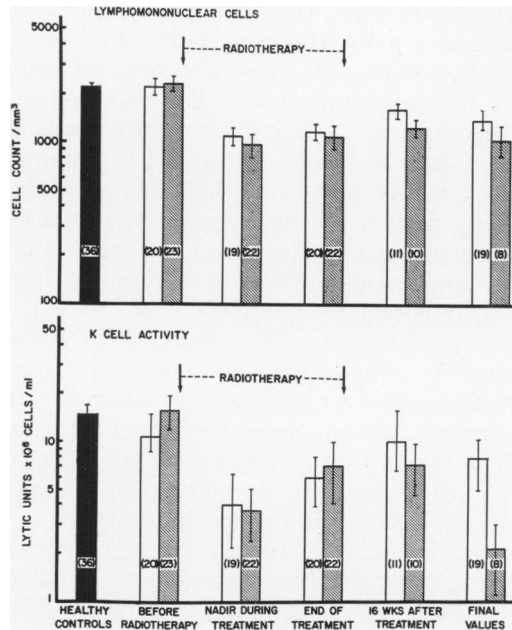 LYMPHOMONONUCLEAR CELLS
5000
RADIOTHERAPY
CELL COUNT / mm³
1000
500
100
(36)
(20) (23)
(19) (22)
(20) (22)
(11) (10)
(19) (8)
50
K CELL ACTIVITY
RADIOTHERAPY
LYTIC UNITS x 10⁶ CELLS / ml
10
5
1
(36)
(20) (23)
(19) (22)
(20) (22)
(11) (10)
(19) (8)
HEALTHY CONTROLS
BEFORE RADIOTHERAPY
NADIR DURING TREATMENT
END OF TREATMENT
16 WKS AFTER TREATMENT
FINAL VALUES